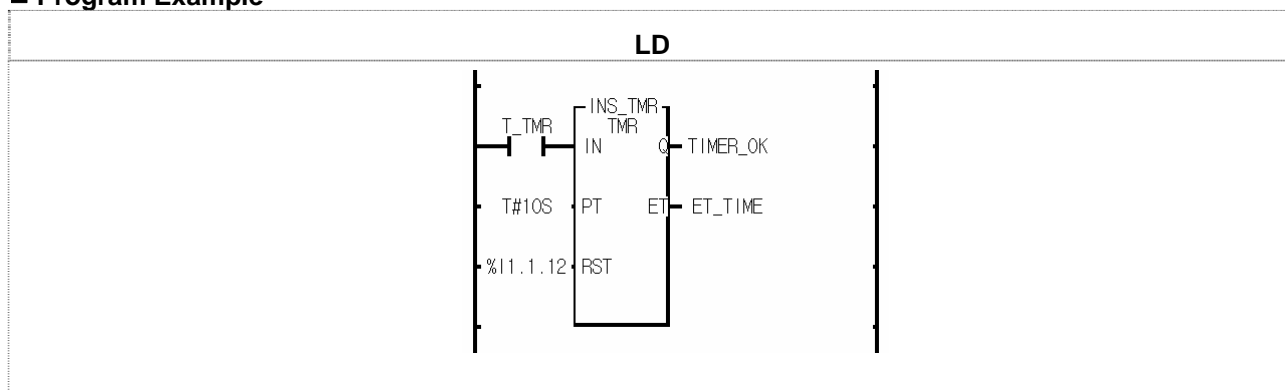 ■ Program Example
LD
INS_TMR
T_TMR TMR
IN Q TIMER_OK
T#10S PT ET ET_TIME
%I1.1.12 RST